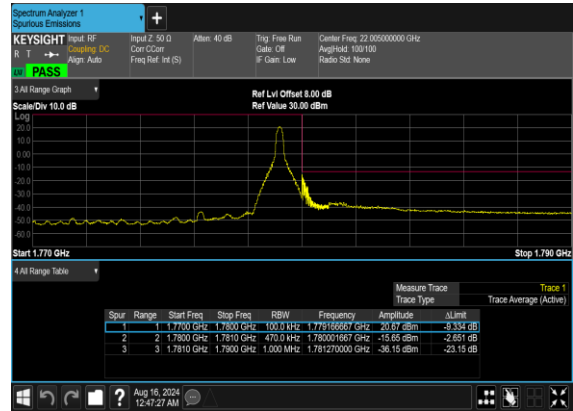 Spectrum Analyzer 1
Spurious Emissions
KEYSIGHT Input: RF Input Z: 50 Ω Atten: 40 dB Trig: Free Run Center Freq: 22.005000000 GHz
R T Coupling: DC Corr CCorr Gate: Off Avg|Hold: 100/100
Align: Auto Freq Ref: Int (S) IF Gain: Low Radio Std: None
LW PASS
3 All Range Graph
Ref Lvl Offset 8.00 dB
Scale/Div 10.0 dB Ref Value 30.00 dBm
Log
20.0
10.0
0.00
-10.0
-20.0
-30.0
-40.0
-50.0
-60.0
Start 1.770 GHz Stop 1.790 GHz
4 All Range Table
Measure Trace Trace 1
Trace Type Trace Average (Active)
Spur Range Start Freq Stop Freq RBW Frequency Amplitude ΔLimit
1 1 1.7700 GHz 1.7800 GHz 100.0 kHz 1.779166667 GHz 20.67 dBm -9.334 dB
2 2 1.7800 GHz 1.7810 GHz 470.0 kHz 1.780001667 GHz -15.65 dBm -2.651 dB
3 3 1.7810 GHz 1.7900 GHz 1.000 MHz 1.781270000 GHz -36.15 dBm -23.15 dB
? Aug 16, 2024
12:47:27 AM